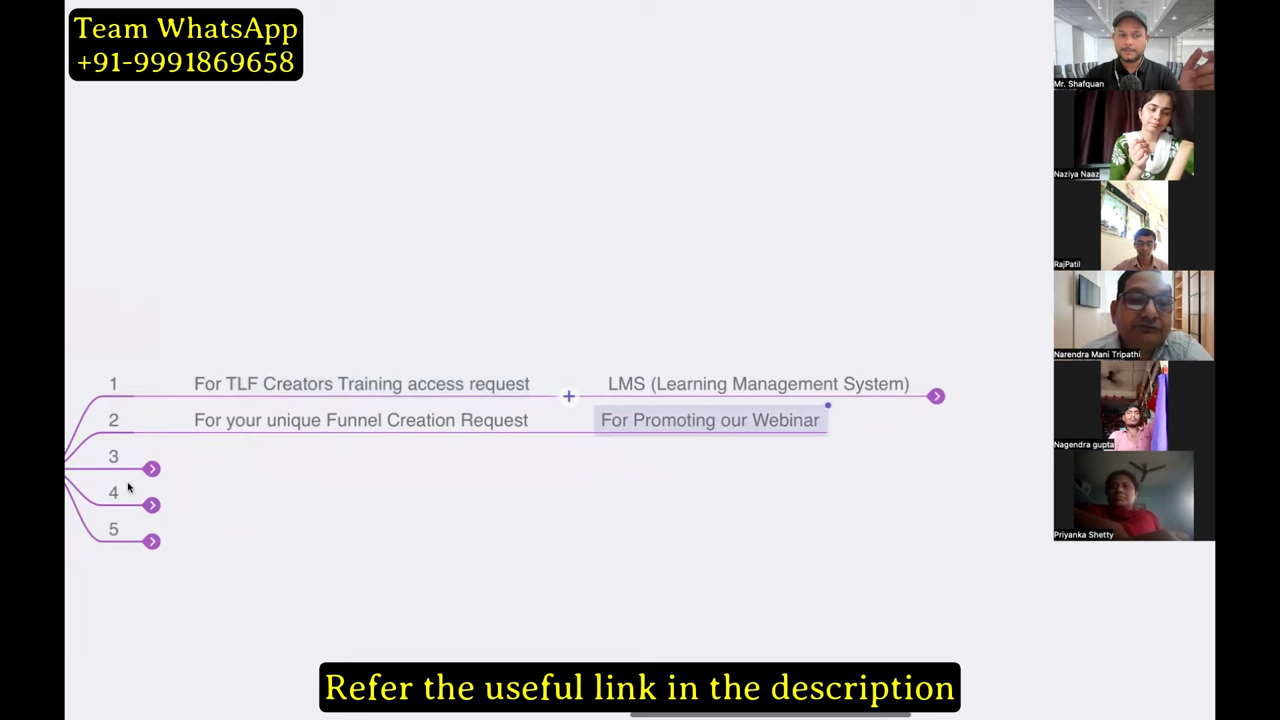 Team WhatsApp
+91-9991869658
Mr. Shafquan
Naziya Naaz
RajPatil
Narendra Mani Tripathi
1 For TLF Creators Training access request + LMS (Learning Management System)
2 For your unique Funnel Creation Request For Promoting our Webinar
3
4
5
Nagendra gupta
Priyanka Shetty
Refer the useful link in the description